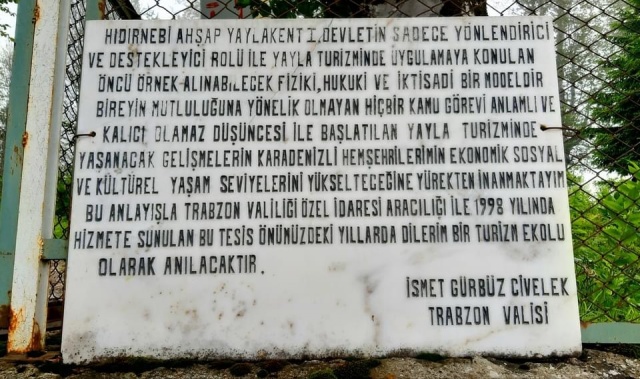 HIDIRNEBİ AHŞAP YAYLAKENT I, DEVLETİN SADECE YÖNLENDİRİCİ
VE DESTEKLEYİCİ ROLÜ İLE YAYLA TURİZMİNDE UYGULAMAYA KONULAN
ÖNCÜ ÖRNEK-ALINABİLECEK FİZİKİ, HUKUKİ VE İKTİSADİ BİR MODELDİR
BİREYİN MUTLULUĞUNA YÖNELİK OLMAYAN HİÇBİR KAMU GÖREVİ ANLAMLI VE
KALICI OLAMAZ DÜŞÜNCESİ İLE BAŞLATILAN YAYLA TURİZMİNDE
YAŞANACAK GELİŞMELERİN KARADENİZLİ HEMŞEHRİLERİMİN EKONOMİK SOSYAL
VE KÜLTÜREL YAŞAM SEVİYELERİNİ YÜKSELTECEĞİNE YÜREKTEN İNANMAKTAYIM
BU ANLAYIŞLA TRABZON VALİLİĞİ ÖZEL İDARESİ ARACILIĞI İLE 1998 YILINDA
HİZMETE SUNULAN BU TESİS ÖNÜMÜZDEKİ YILLARDA DİLERİM BİR TURİZM EKOLU
OLARAK ANILACAKTIR.
İSMET GÜRBÜZ CİVELEK
TRABZON VALİSİ